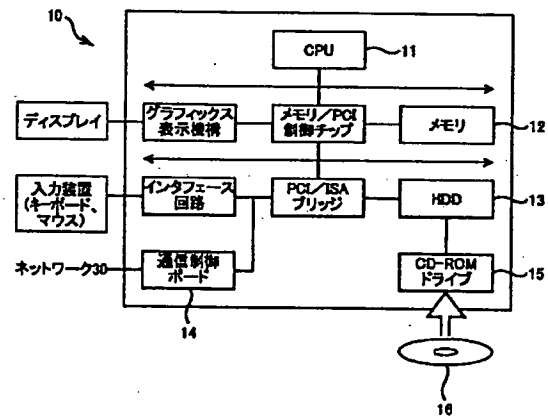 10
CPU
11
ディスプレイ
グラフィックス
表示機構
メモリ/PCI
制御チップ
メモリ
12
入力装置
(キーボード、
マウス)
インタフェース
回路
PCI/ISA
ブリッジ
HDD
13
ネットワーク30
通信制御
ボード
14
CD-ROM
ドライブ
15
16